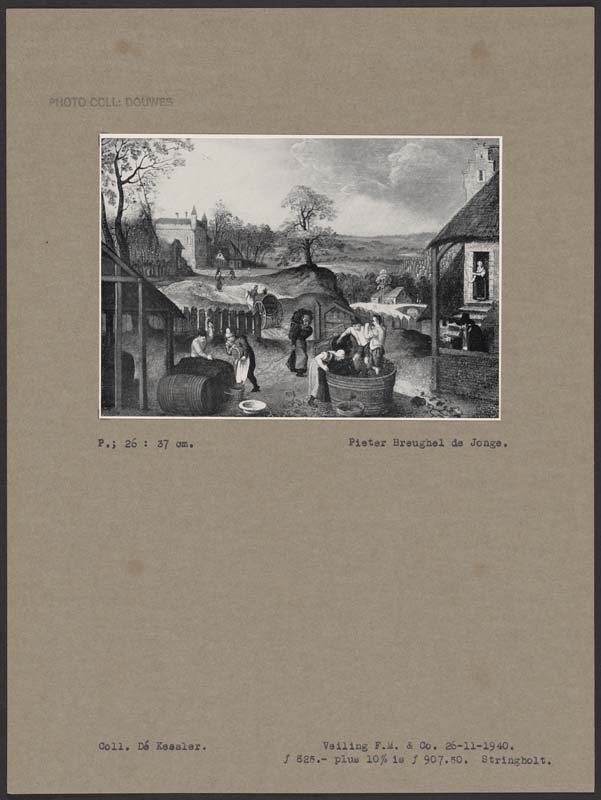 PHOTO COLL: DOUWES
P.; 26 : 37 cm.
Pieter Breughel de Jonge.
Coll. Dé Kessler.
Veiling F.M. & Co. 26-11-1940.
ƒ 825.- plus 10% is ƒ 907.50. Stringholt.